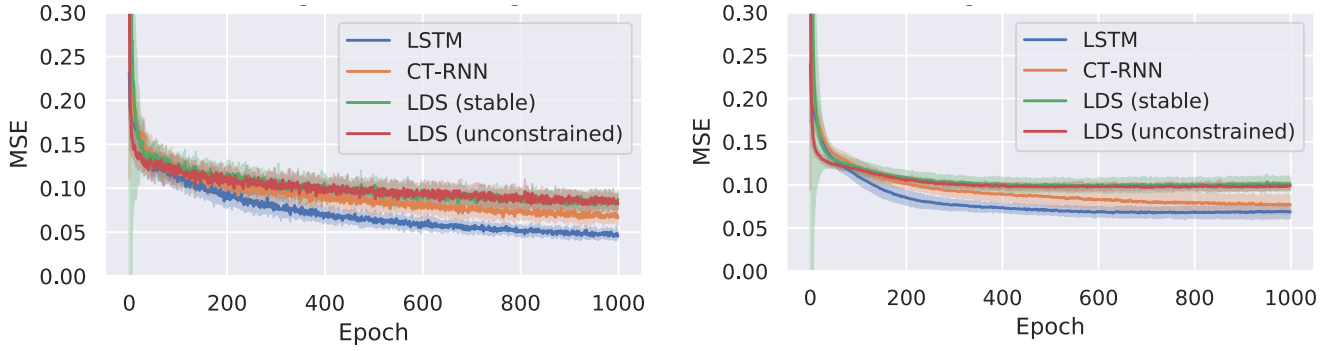 0.30
0.25
0.20
0.15
0.10
0.05
0.00
MSE
LSTM
CT-RNN
LDS (stable)
LDS (unconstrained)
0 200 400 600 800 1000
Epoch
0.30
0.25
0.20
0.15
0.10
0.05
0.00
MSE
LSTM
CT-RNN
LDS (stable)
LDS (unconstrained)
0 200 400 600 800 1000
Epoch